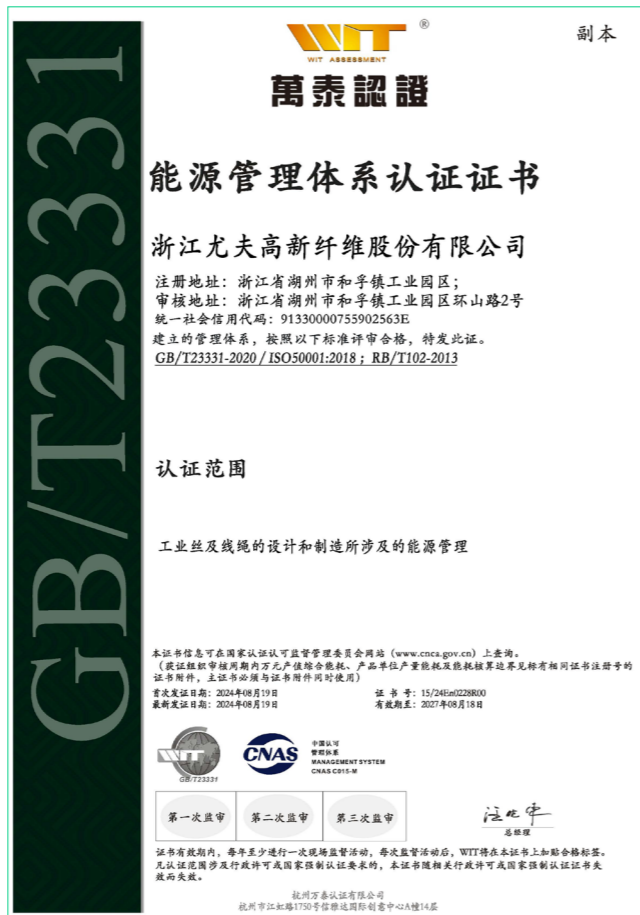 副本
WIT
®
WIT ASSESSMENT
萬泰認證
GB/T23331
能源管理体系认证证书
浙江尤夫高新纤维股份有限公司
注册地址：浙江省湖州市和孚镇工业园区；
审核地址：浙江省湖州市和孚镇工业园区环山路2号
统一社会信用代码：91330000755902563E
建立的管理体系，按照以下标准评审合格，特发此证。
GB/T23331-2020 / ISO50001:2018；RB/T102-2013
认证范围
工业丝及线绳的设计和制造所涉及的能源管理
本证书信息可在国家认证认可监督管理委员会网站（www.cnca.gov.cn）上查询。
（获证组织审核周期内万元产值综合能耗、产品单位产量能耗及能耗核算边界见标有相同证书注册号的
证书附件，主证书必须与证书附件同时使用）
首次发证日期：2024年08月19日 证 书 号：15/24En0228R00
最新发证日期：2024年08月19日 有效期至：2027年08月18日
WIT
GB/T23331
CNAS
中国认可
管理体系
MANAGEMENT SYSTEM
CNAS C015-M
第一次监审 第二次监审 第三次监审
总经理
证书有效期内，每年至少进行一次现场监督活动，每次监督活动后，WIT将在本证书上加贴合格标签。
凡认证范围涉及行政许可或国家强制认证要求的，本证书随相关行政许可或国家强制认证证书失
效而失效。
杭州万泰认证有限公司
杭州市江虹路1750号信雅达国际创意中心A幢14层